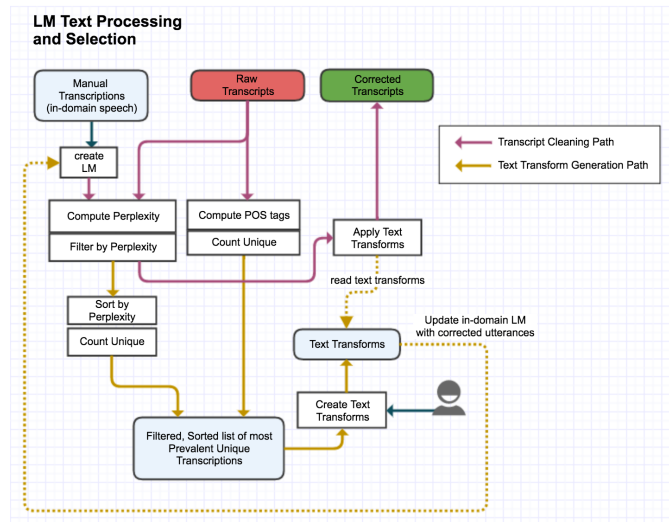 LM Text Processing
and Selection
Manual
Transcriptions
(in-domain speech)
Raw
Transcripts
Corrected
Transcripts
Transcript Cleaning Path
Text Transform Generation Path
create
LM
Compute Perplexity
Filter by Perplexity
Compute POS tags
Count Unique
Apply Text
Transforms
read text transforms
Sort by
Perplexity
Count Unique
Update in-domain LM
with corrected utterances
Text Transforms
Create Text
Transforms
Filtered, Sorted list of most
Prevalent Unique
Transcriptions